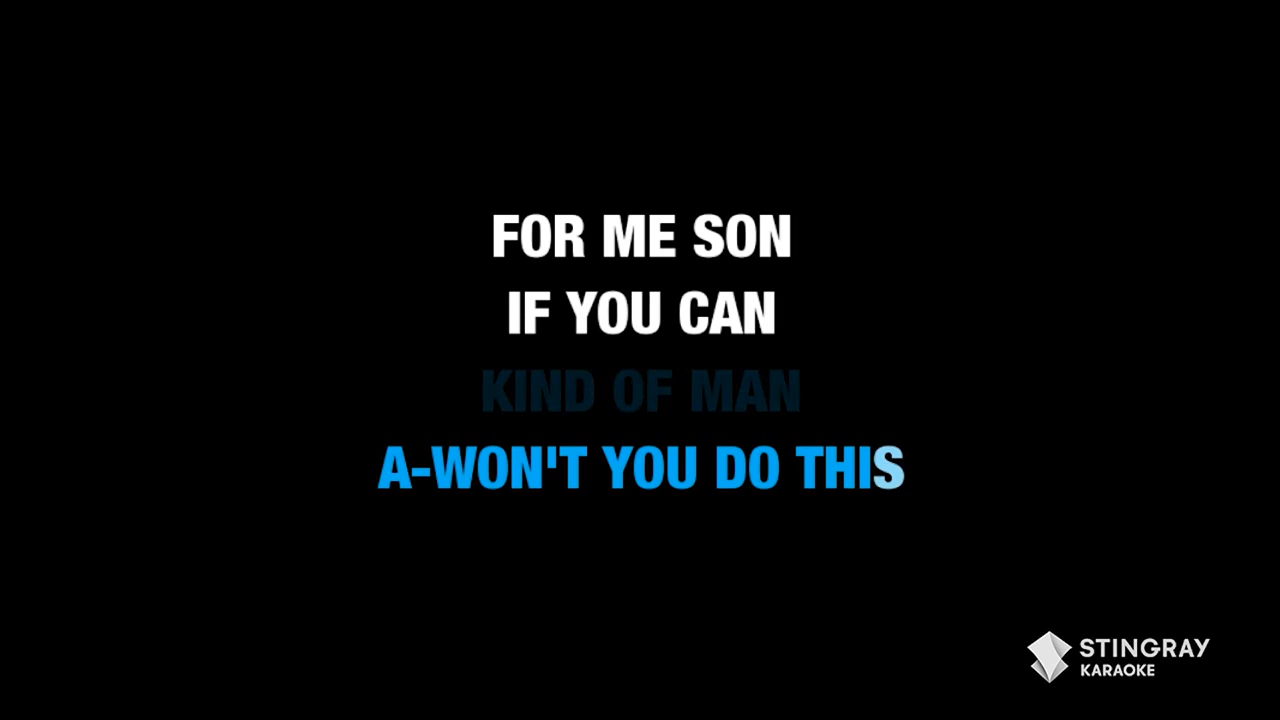 FOR ME SON
IF YOU CAN
KIND OF MAN
A-WON'T YOU DO THIS
STINGRAY
KARAOKE